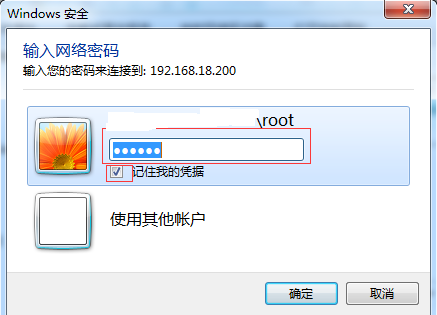 Windows 安全
输入网络密码
输入您的密码来连接到: 192.168.18.200
\root
●●●●●●
记住我的凭据
使用其他帐户
确定
取消